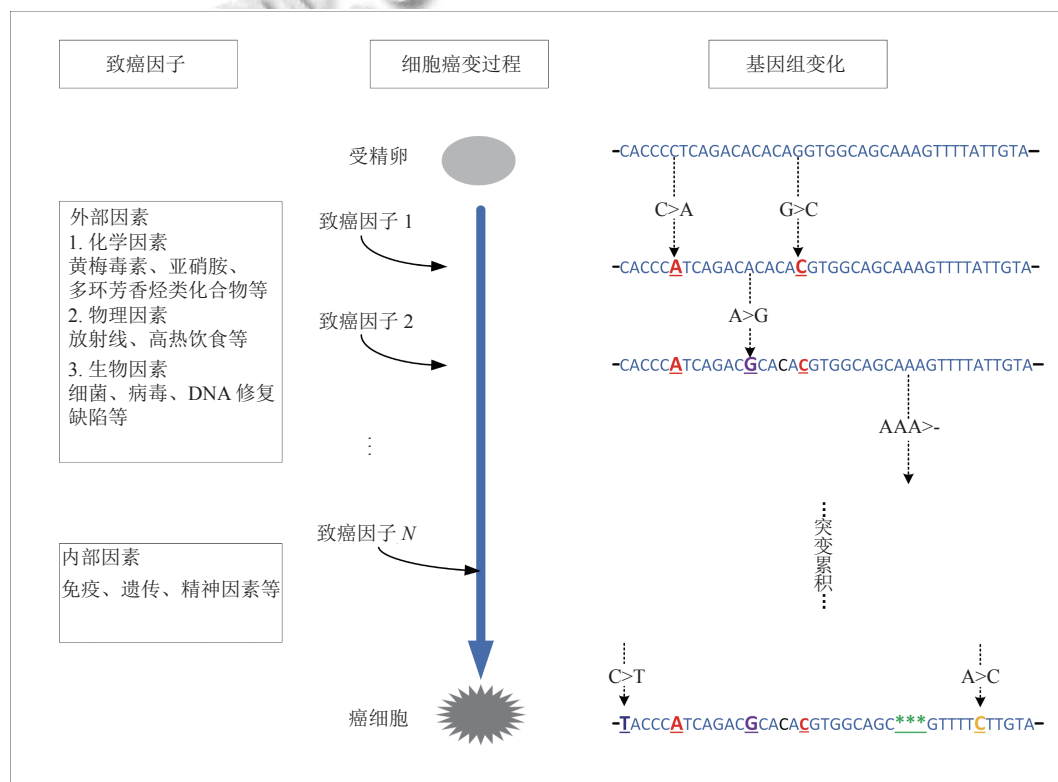 致癌因子
细胞癌变过程
基因组变化
受精卵
-CACCCCTCAGACACACAGGTGGCAGCAAAGTTTTATTGTA-
外部因素
1. 化学因素
黄梅毒素、亚硝胺、
多环芳香烃类化合物等
2. 物理因素
放射线、高热饮食等
3. 生物因素
细菌、病毒、DNA 修复
缺陷等
致癌因子 1
C>A
G>C
-CACCCATCAGACACACACGTGGCAGCAAAGTTTTATTGTA-
致癌因子 2
A>G
-CACCCATCAGACGCACACGTGGCAGCAAAGTTTTATTGTA-
AAA>-
⋮
突变累积
致癌因子 N
内部因素
免疫、遗传、精神因素等
C>T
A>C
癌细胞
-TACCCATCAGACGCACACGTGGCAGC***GTTTTCTTGTA-